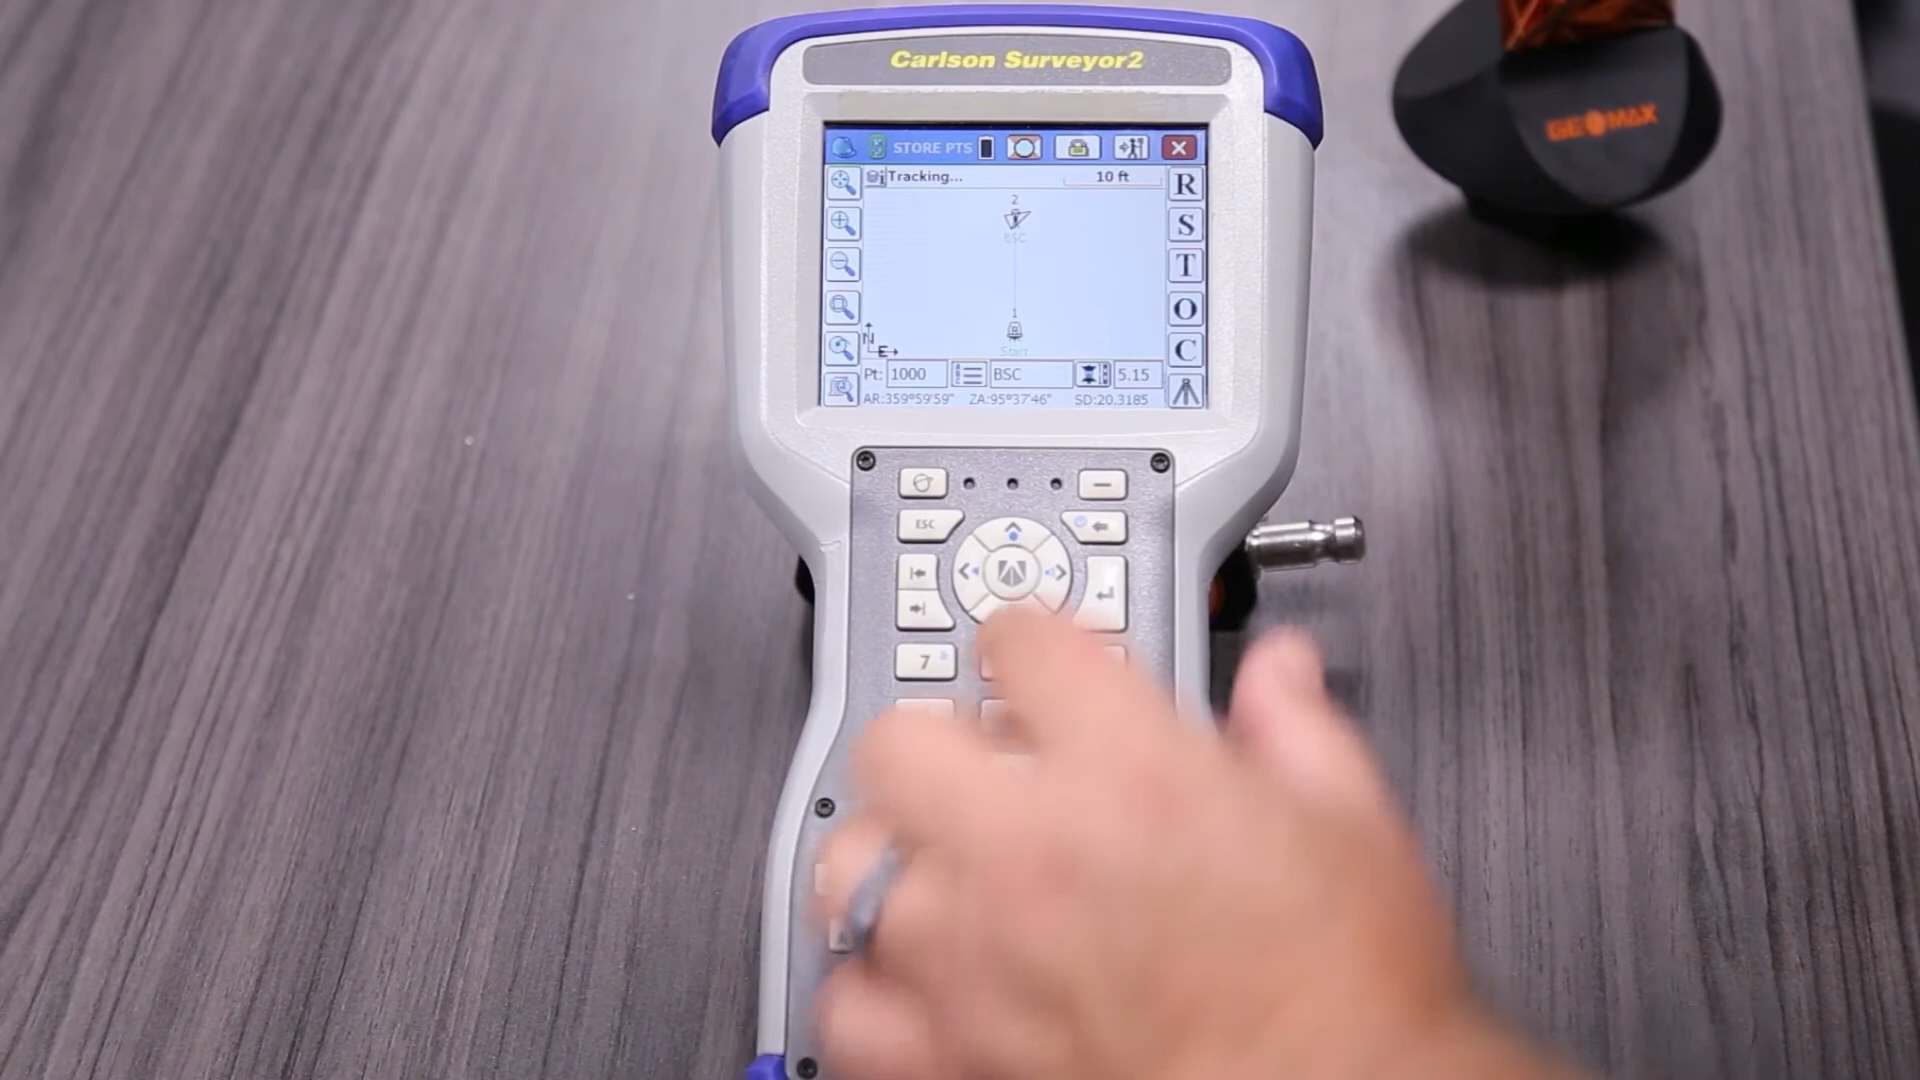 Carlson Surveyor2
GEOMAX
STORE PTS
Tracking...
10 ft
R
S
T
O
C
2
BSC
1
Start
N
E
Pt: 1000
BSC
5.15
AR:359°59'59" ZA:95°37'46" SD:20.3185
ESC
7